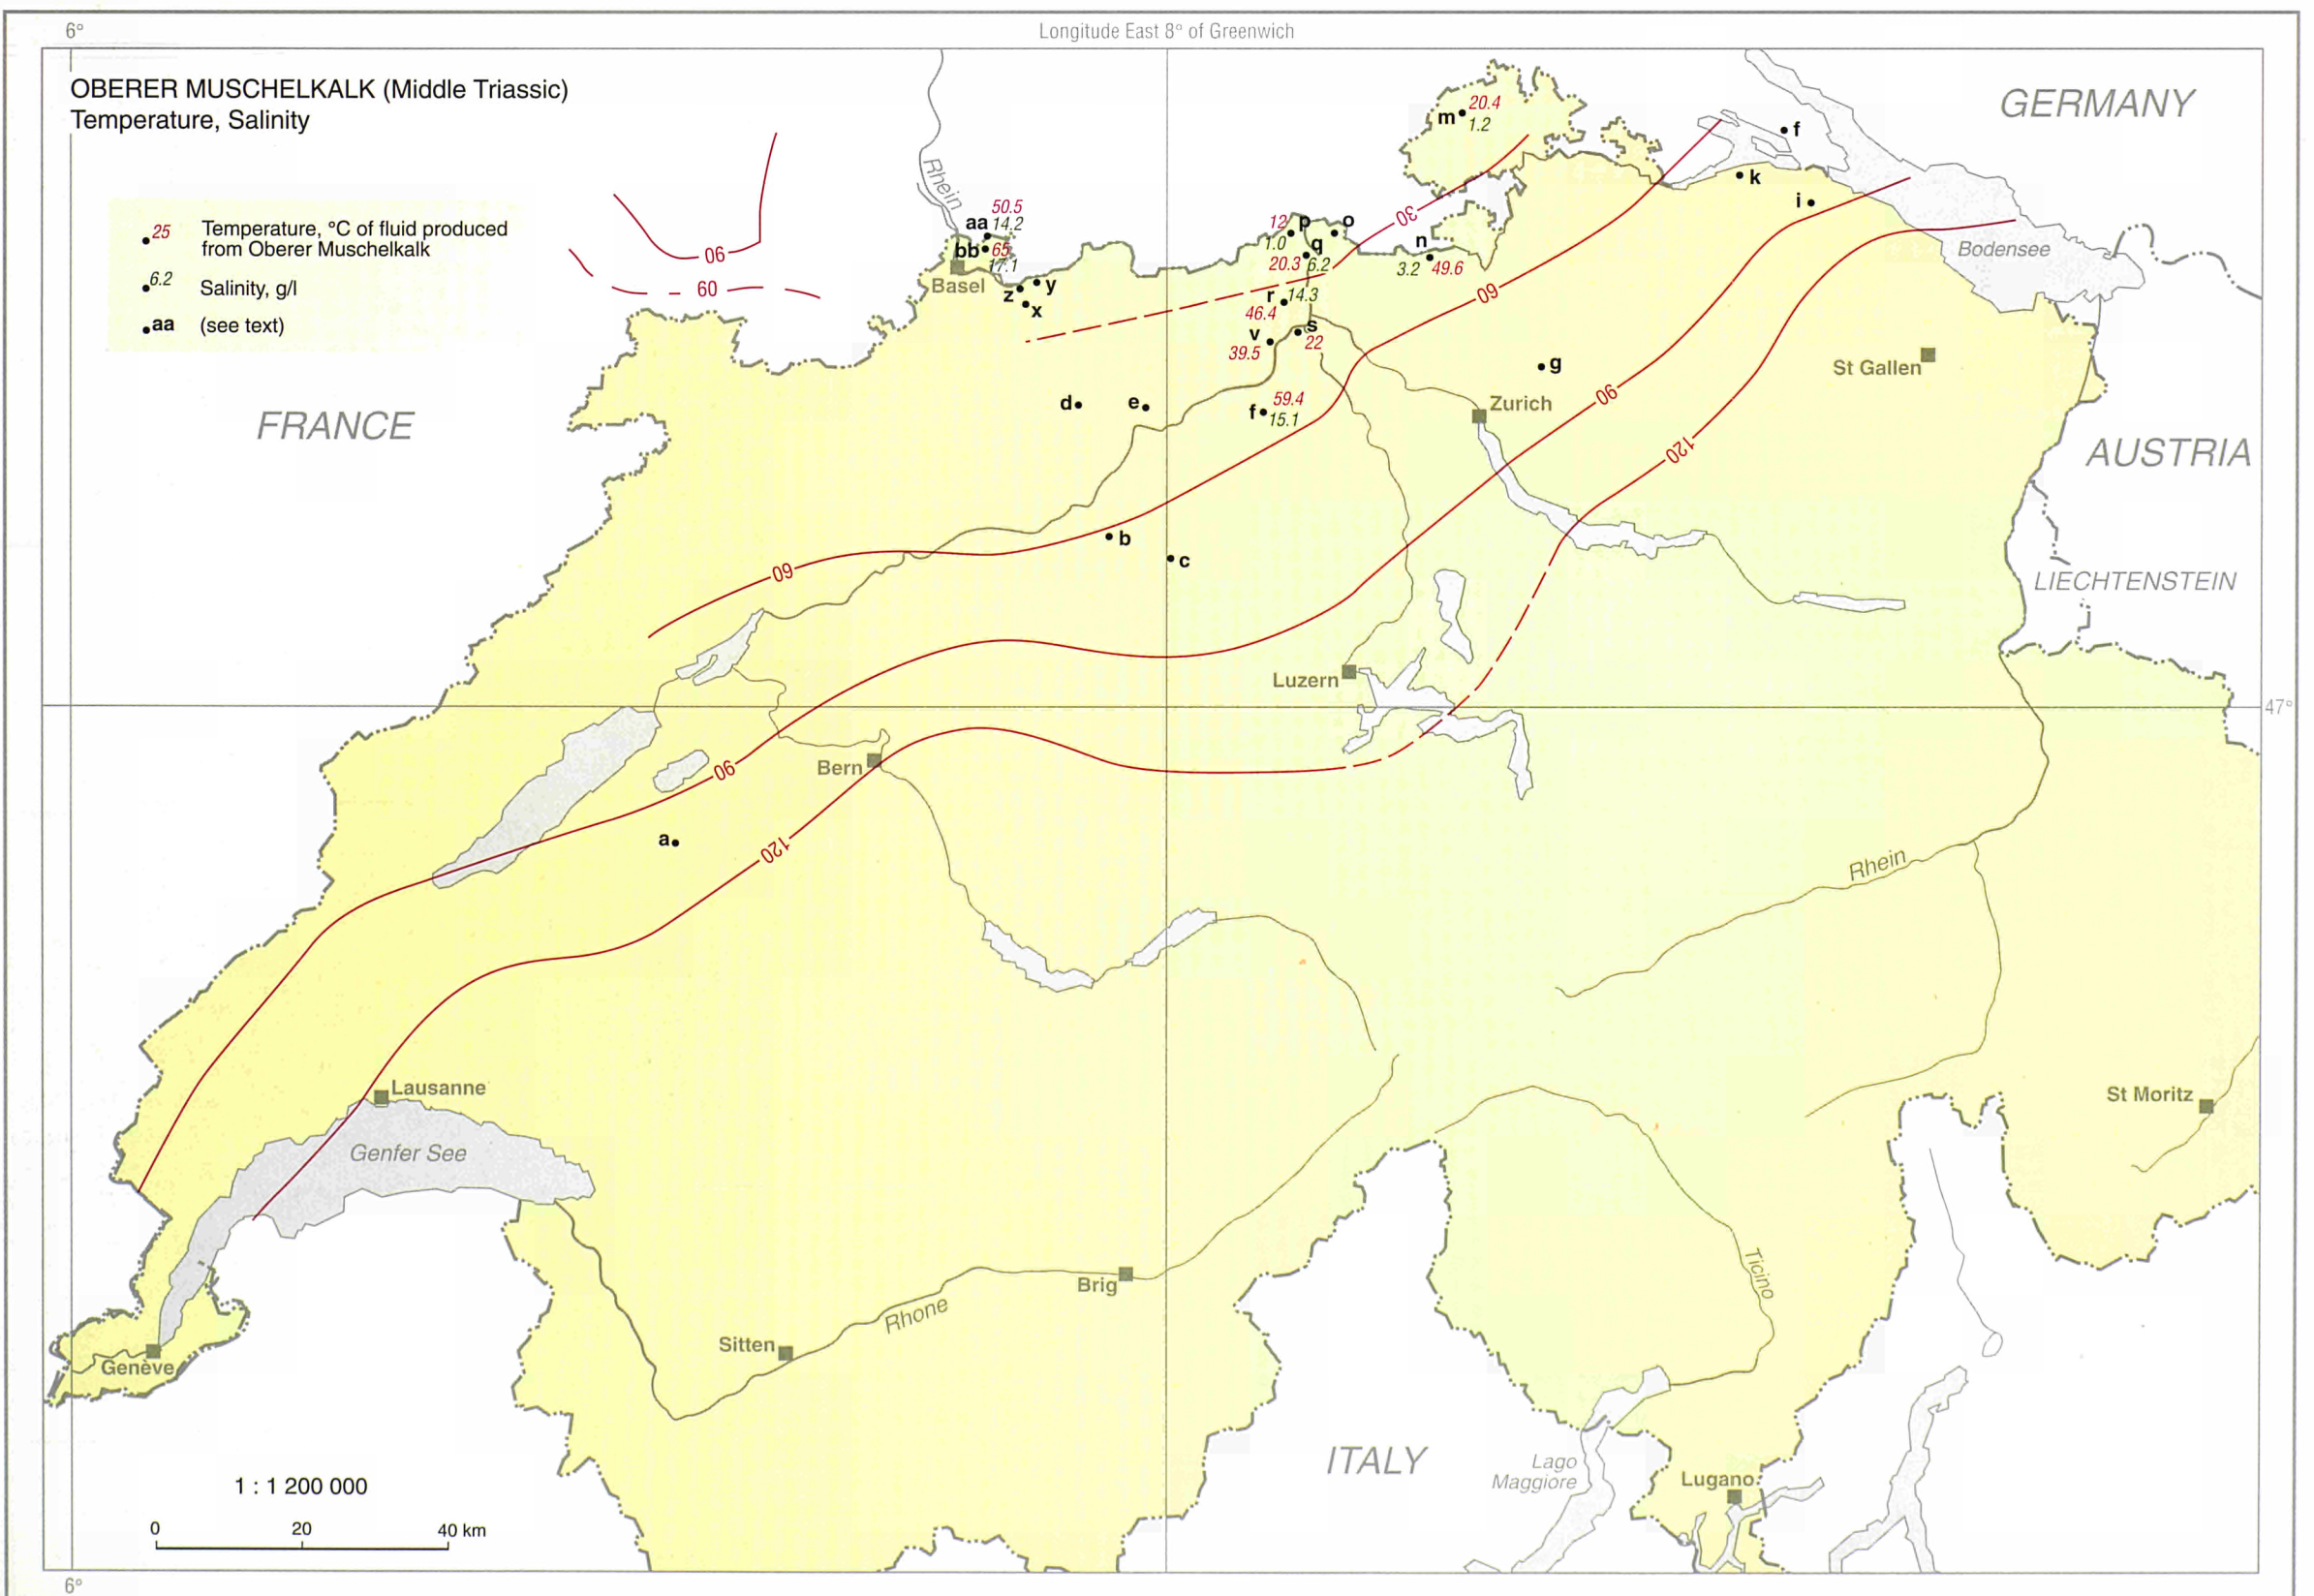 6°
Longitude East 8° of Greenwich
OBERER MUSCHELKALK (Middle Triassic)
Temperature, Salinity
25
Temperature, °C of fluid produced
from Oberer Muschelkalk
6.2
Salinity, g/l
aa
(see text)
90
60
Rhein
50.5
aa 14.2
bb 65
17.1
Basel
z
y
x
GERMANY
20.4
m
1.2
f
k
i
12
p
o
1.0
q
20.3 6.2
30
n
3.2 49.6
r 14.3
46.4
s
v
22
39.5
60
Bodensee
FRANCE
d
e
f
59.4
15.1
g
Zurich
90
St Gallen
120
AUSTRIA
LIECHTENSTEIN
b
c
60
Luzern
47°
90
Bern
a
120
Rhein
Lausanne
Genfer See
St Moritz
Genève
Sitten
Rhone
Brig
Ticino
ITALY
Lago
Maggiore
Lugano
1 : 1 200 000
0
20
40 km
6°